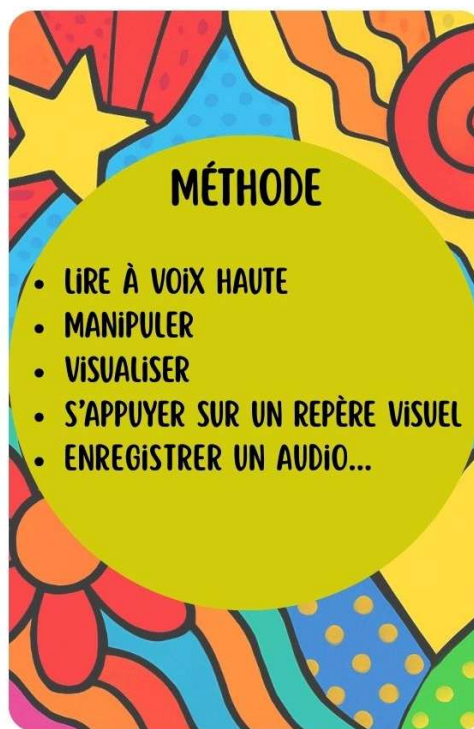 MÉTHODE
• LIRE À VOIX HAUTE
• MANIPULER
• VISUALISER
• S'APPUYER SUR UN REPÈRE VISUEL
• ENREGISTRER UN AUDIO...